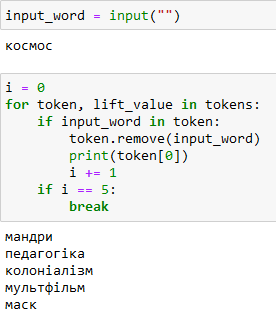 input_word = input("")
космос
i = 0
for token, lift_value in tokens:
    if input_word in token:
        token.remove(input_word)
        print(token[0])
        i += 1
    if i == 5:
        break
мандри
педагогіка
колоніалізм
мультфільм
маск